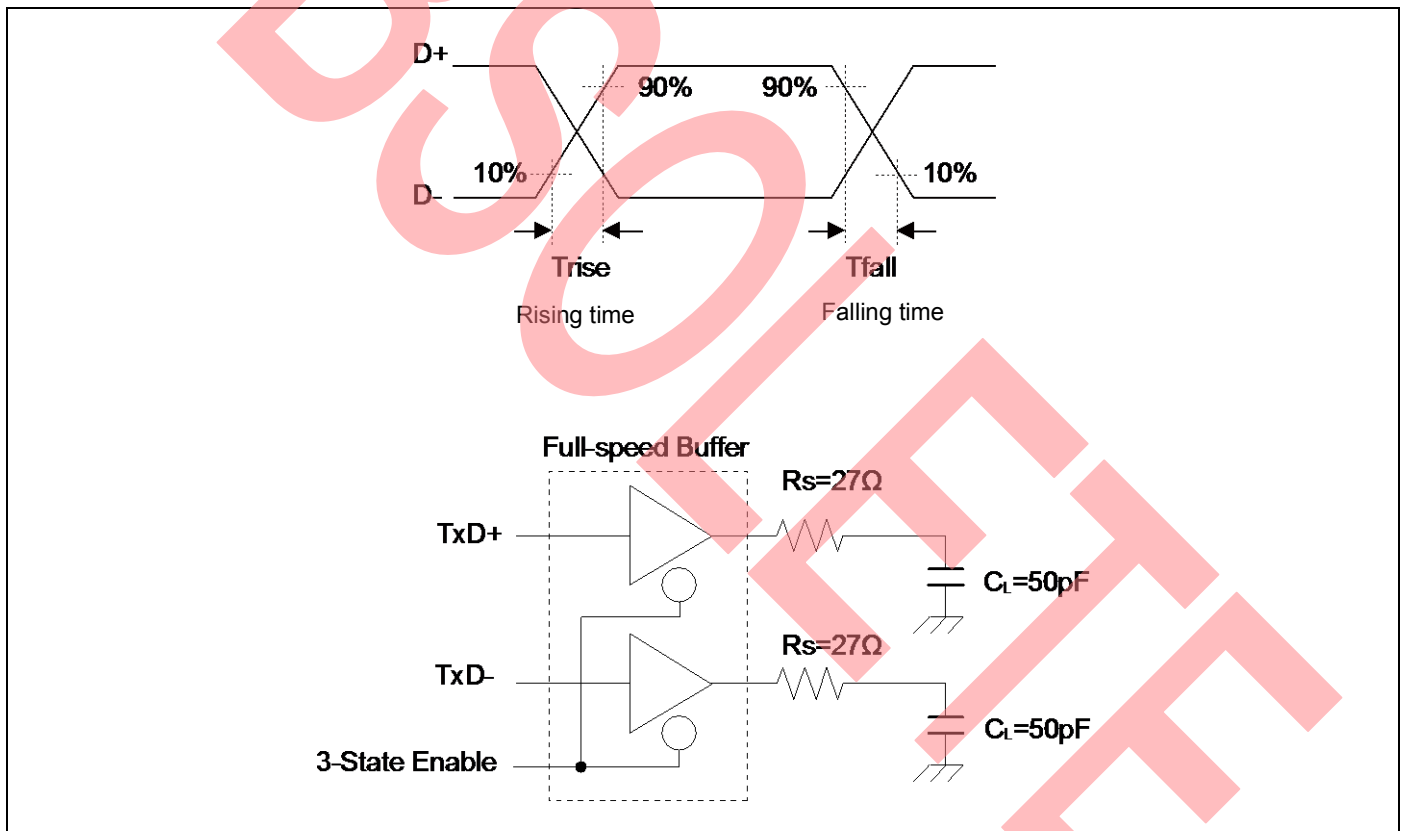 D+
90%
90%
10%
10%
D–
Trise
Tfall
Rising time
Falling time
Full-speed Buffer
Rs=27Ω
TxD+
CL=50pF
Rs=27Ω
TxD–
CL=50pF
3-State Enable
OBSOLETE